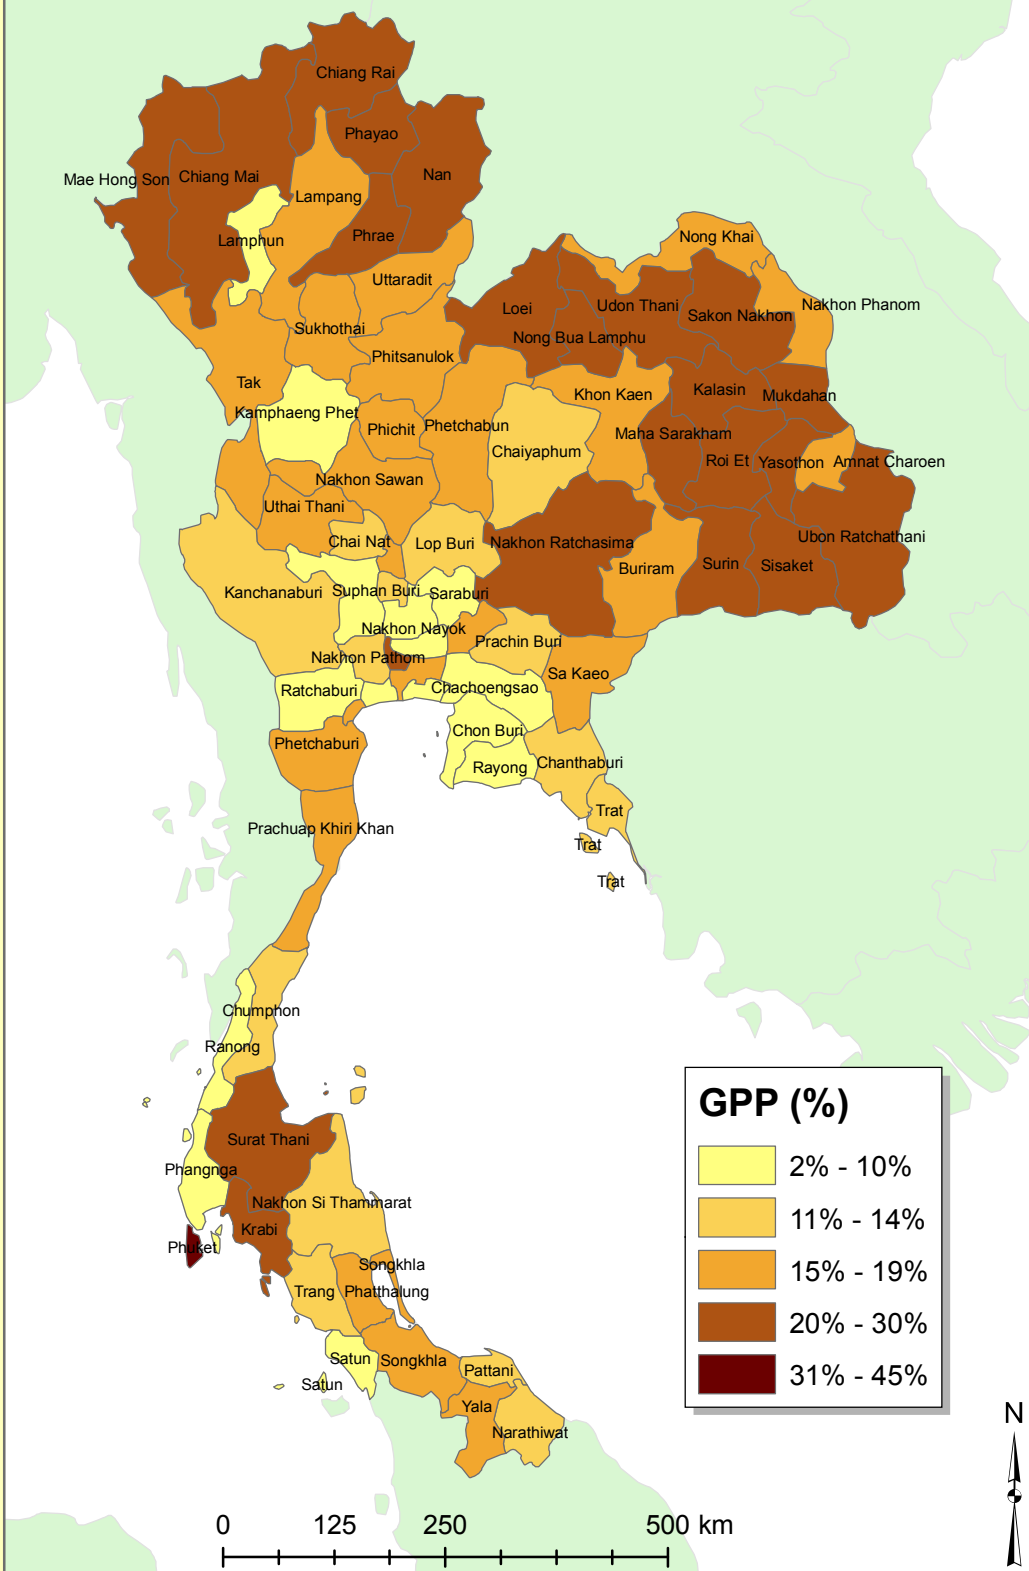 Chiang Rai
Phayao
Mae Hong Son
Chiang Mai
Nan
Lampang
Lamphun
Phrae
Nong Khai
Uttaradit
Loei
Udon Thani
Nakhon Phanom
Sakon Nakhon
Sukhothai
Nong Bua Lamphu
Phitsanulok
Tak
Khon Kaen
Kalasin
Mukdahan
Kamphaeng Phet
Phichit
Phetchabun
Maha Sarakham
Chaiyaphum
Roi Et
Yasothon
Amnat Charoen
Nakhon Sawan
Uthai Thani
Chai Nat
Lop Buri
Nakhon Ratchasima
Ubon Ratchathani
Buriram
Surin
Sisaket
Kanchanaburi
Suphan Buri
Saraburi
Nakhon Nayok
Prachin Buri
Nakhon Pathom
Sa Kaeo
Ratchaburi
Chachoengsao
Chon Buri
Phetchaburi
Rayong
Chanthaburi
Trat
Prachuap Khiri Khan
Trat
Trat
Chumphon
Ranong
GPP (%)
2% - 10%
11% - 14%
15% - 19%
20% - 30%
31% - 45%
Surat Thani
Phangnga
Nakhon Si Thammarat
Krabi
Phuket
Songkhla
Trang
Phatthalung
Satun
Songkhla
Pattani
Satun
Yala
Narathiwat
N
0 125 250 500 km